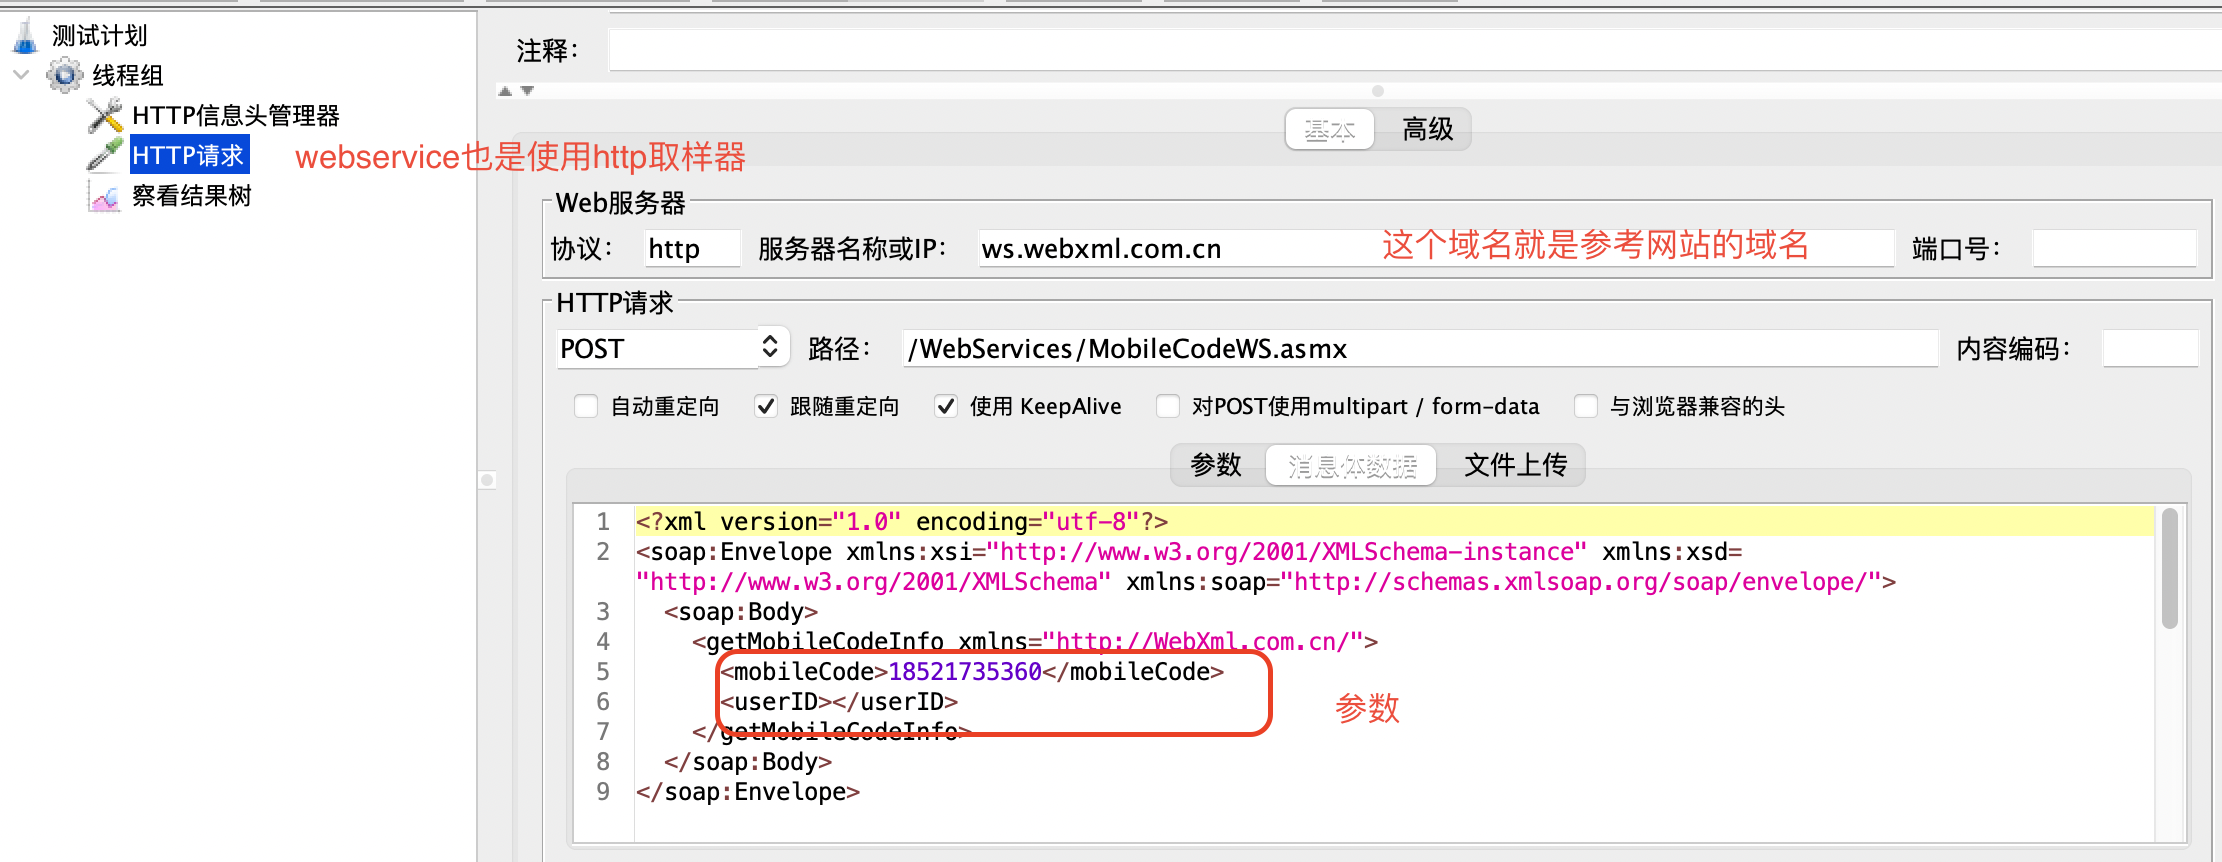 测试计划
线程组
HTTP信息头管理器
HTTP请求
webservice也是使用http取样器
察看结果树
注释：
基本 高级
Web服务器
协议： http 服务器名称或IP： ws.webxml.com.cn 这个域名就是参考网站的域名 端口号：
HTTP请求
POST 路径： /WebServices/MobileCodeWS.asmx 内容编码：
自动重定向 跟随重定向 使用 KeepAlive 对POST使用multipart / form-data 与浏览器兼容的头
参数 消息体数据 文件上传
1 <?xml version="1.0" encoding="utf-8"?>
2 <soap:Envelope xmlns:xsi="http://www.w3.org/2001/XMLSchema-instance" xmlns:xsd=
"http://www.w3.org/2001/XMLSchema" xmlns:soap="http://schemas.xmlsoap.org/soap/envelope/">
3 <soap:Body>
4 <getMobileCodeInfo xmlns="http://WebXml.com.cn/">
5 <mobileCode>18521735360</mobileCode>
6 <userID></userID>
参数
7 </getMobileCodeInfo>
8 </soap:Body>
9 </soap:Envelope>